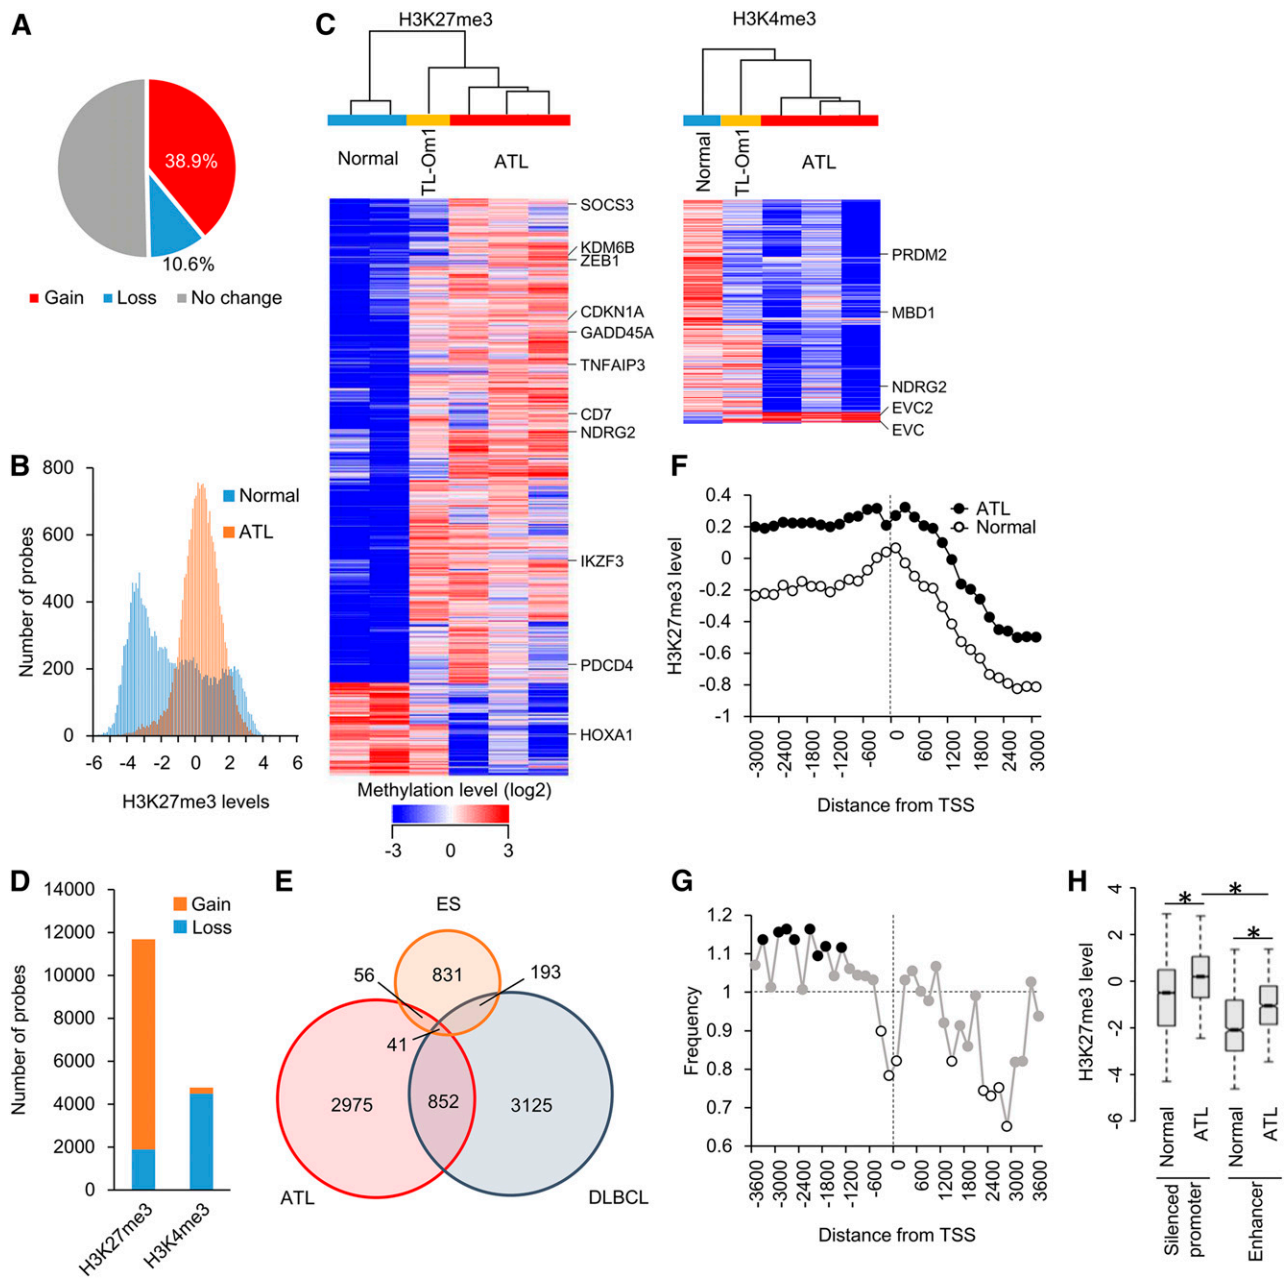 A
38.9%
10.6%
Gain Loss No change
B
800
600
400
200
0
Number of probes
Normal
ATL
-6 -4 -2 0 2 4 6
H3K27me3 levels
C
H3K27me3
Normal
TL-Om1
ATL
SOCS3
KDM6B
ZEB1
CDKN1A
GADD45A
TNFAIP3
CD7
NDRG2
IKZF3
PDCD4
HOXA1
Methylation level (log2)
-3 0 3
H3K4me3
Normal
TL-Om1
ATL
PRDM2
MBD1
NDRG2
EVC2
EVC
F
0.4
0.2
0
-0.2
-0.4
-0.6
-0.8
-1
H3K27me3 level
ATL
Normal
-3000 -2400 -1800 -1200 -600 0 600 1200 1800 2400 3000
Distance from TSS
D
14000
12000
10000
8000
6000
4000
2000
0
Number of probes
Gain
Loss
H3K27me3
H3K4me3
E
ES
56
831
193
41
2975
852
3125
ATL
DLBCL
G
1.2
1.1
1
0.9
0.8
0.7
0.6
Frequency
-3600 -3000 -2400 -1800 -1200 -600 0 600 1200 1800 2400 3000 3600
Distance from TSS
H
4
2
0
-2
-4
-6
H3K27me3 level
* * *
Normal
ATL
Normal
ATL
Silenced
promoter
Enhancer